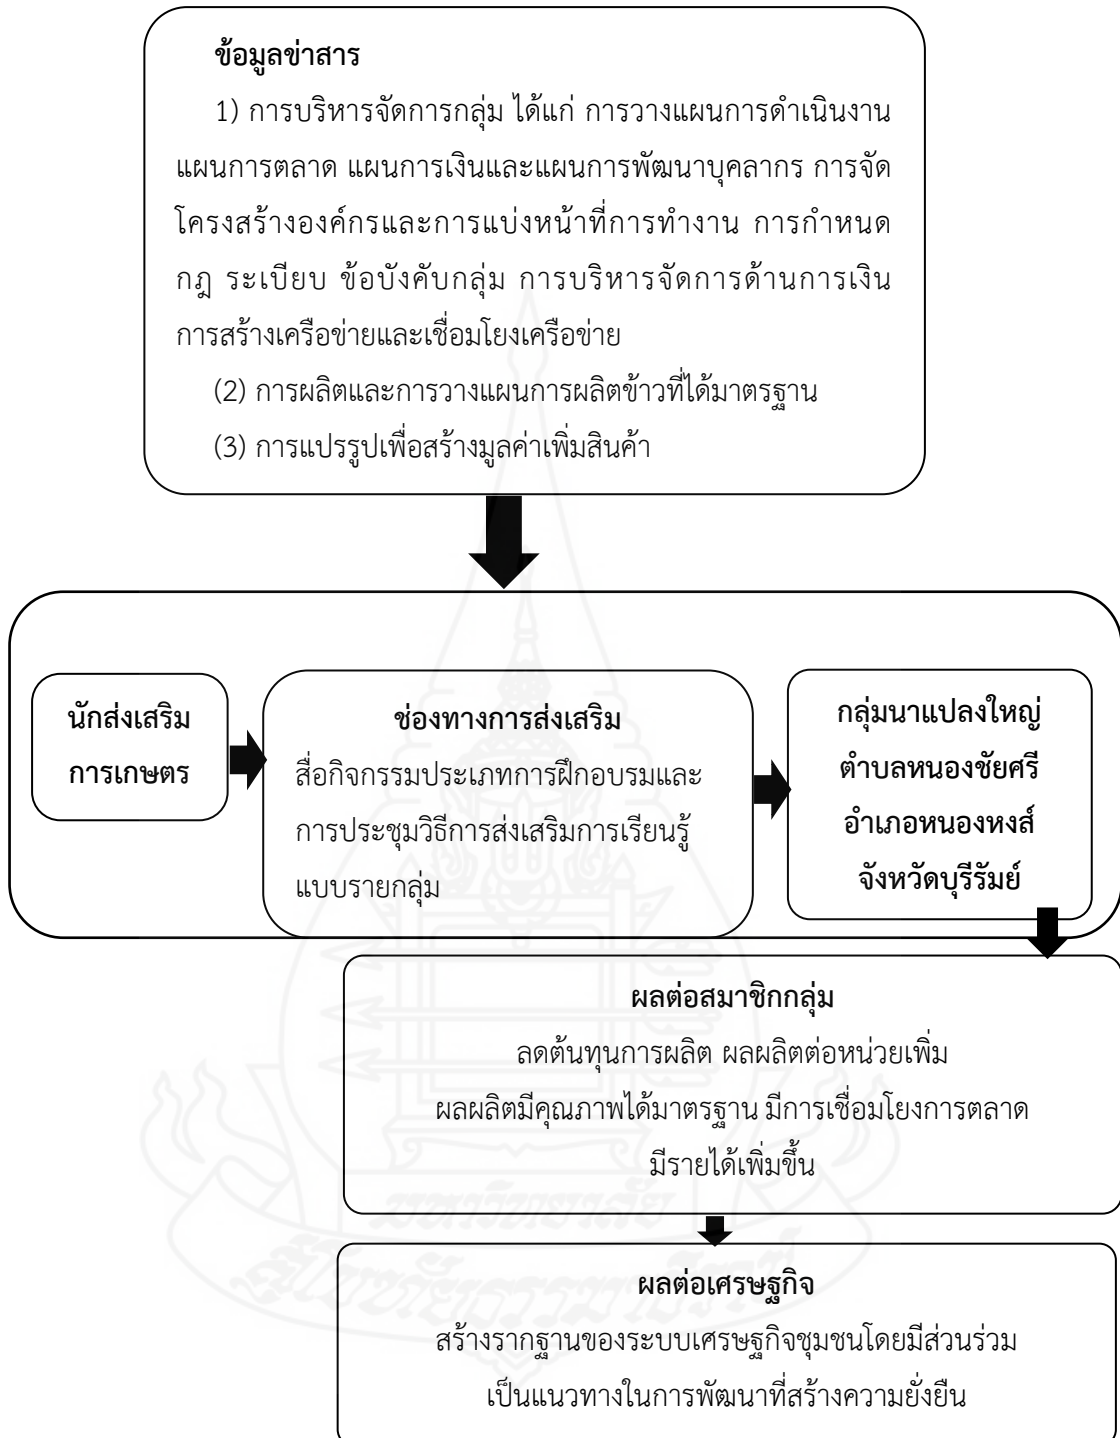 ข้อมูลข่าสาร
1) การบริหารจัดการกลุ่ม ได้แก่ การวางแผนการดำเนินงาน
แผนการตลาด แผนการเงินและแผนการพัฒนาบุคลากร การจัด
โครงสร้างองค์กรและการแบ่งหน้าที่การทำงาน การกำหนด
กฎ ระเบียบ ข้อบังคับกลุ่ม การบริหารจัดการด้านการเงิน
การสร้างเครือข่ายและเชื่อมโยงเครือข่าย
(2) การผลิตและการวางแผนการผลิตข้าวที่ได้มาตรฐาน
(3) การแปรรูปเพื่อสร้างมูลค่าเพิ่มสินค้า
นักส่งเสริม
การเกษตร
ช่องทางการส่งเสริม
สื่อกิจกรรมประเภทการฝึกอบรมและ
การประชุมวิธีการส่งเสริมการเรียนรู้
แบบรายกลุ่ม
กลุ่มนาแปลงใหญ่
ตำบลหนองชัยศรี
อำเภอหนองหงส์
จังหวัดบุรีรัมย์
ผลต่อสมาชิกกลุ่ม
ลดต้นทุนการผลิต ผลผลิตต่อหน่วยเพิ่ม
ผลผลิตมีคุณภาพได้มาตรฐาน มีการเชื่อมโยงการตลาด
มีรายได้เพิ่มขึ้น
มหาวิทยาลัย
สุโขทัยธรรมาธิราช
ผลต่อเศรษฐกิจ
สร้างรากฐานของระบบเศรษฐกิจชุมชนโดยมีส่วนร่วม
เป็นแนวทางในการพัฒนาที่สร้างความยั่งยืน